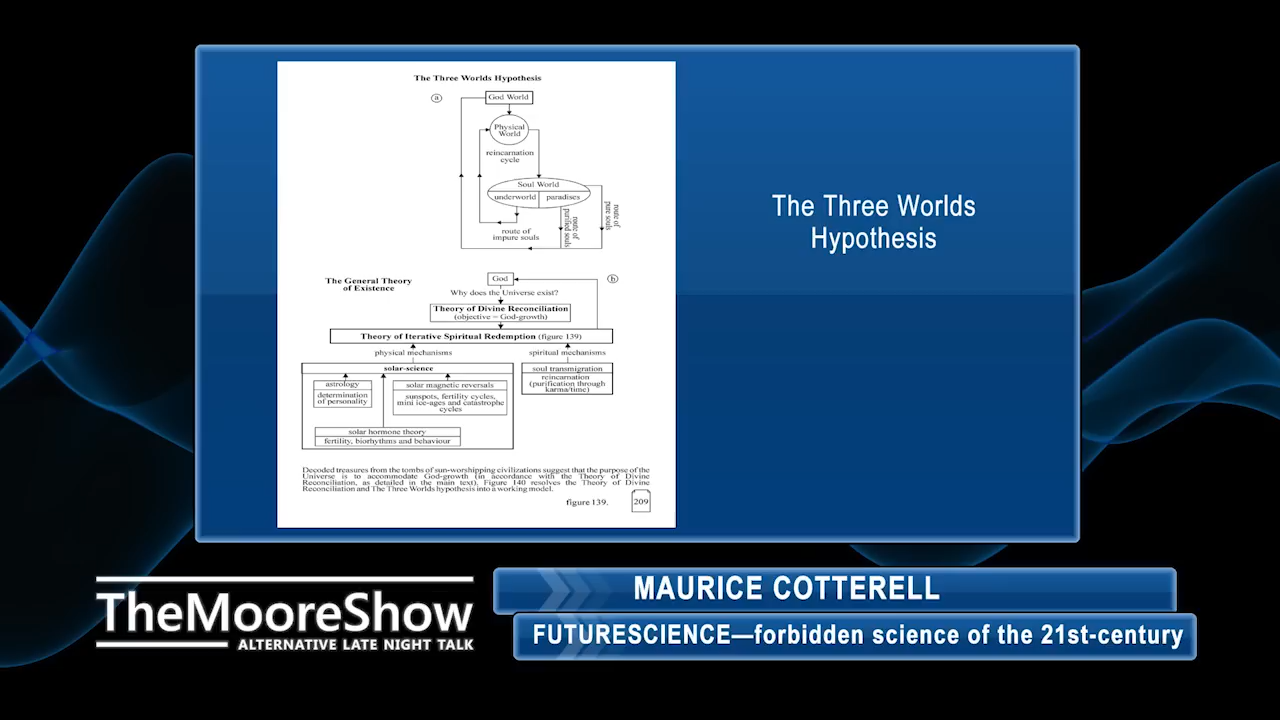 The Three Worlds Hypothesis
a
God World
Physical
World
reincarnation
cycle
Soul World
underworld
paradises
route of
impure souls
route of
purified souls
route of
pure souls
The General Theory
of Existence
God
b
Why does the Universe exist?
Theory of Divine Reconciliation
(objective = God-growth)
Theory of Iterative Spiritual Redemption (figure 139)
physical mechanisms
spiritual mechanisms
solar-science
astrology
determination
of personality
solar magnetic reversals
sunspots, fertility cycles,
mini ice-ages and catastrophe
cycles
solar hormone theory
fertility, biorhythms and behaviour
soul transmigration
reincarnation
(purification through
karma/time)
Decoded treasures from the tombs of sun-worshipping civilizations suggest that the purpose of the
Universe is to accommodate God-growth (in accordance with the Theory of Divine
Reconciliation, as detailed in the main text). Figure 140 resolves the Theory of Divine
Reconciliation and The Three Worlds hypothesis into a working model.
figure 139.
209
The Three Worlds
Hypothesis
TheMooreShow
ALTERNATIVE LATE NIGHT TALK
MAURICE COTTERELL
FUTURESCIENCE—forbidden science of the 21st-century